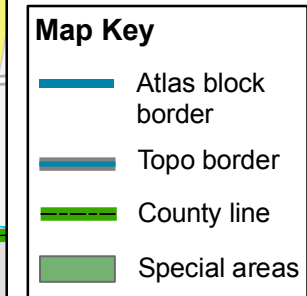 Map Key
Atlas block
border
Topo border
County line
Special areas